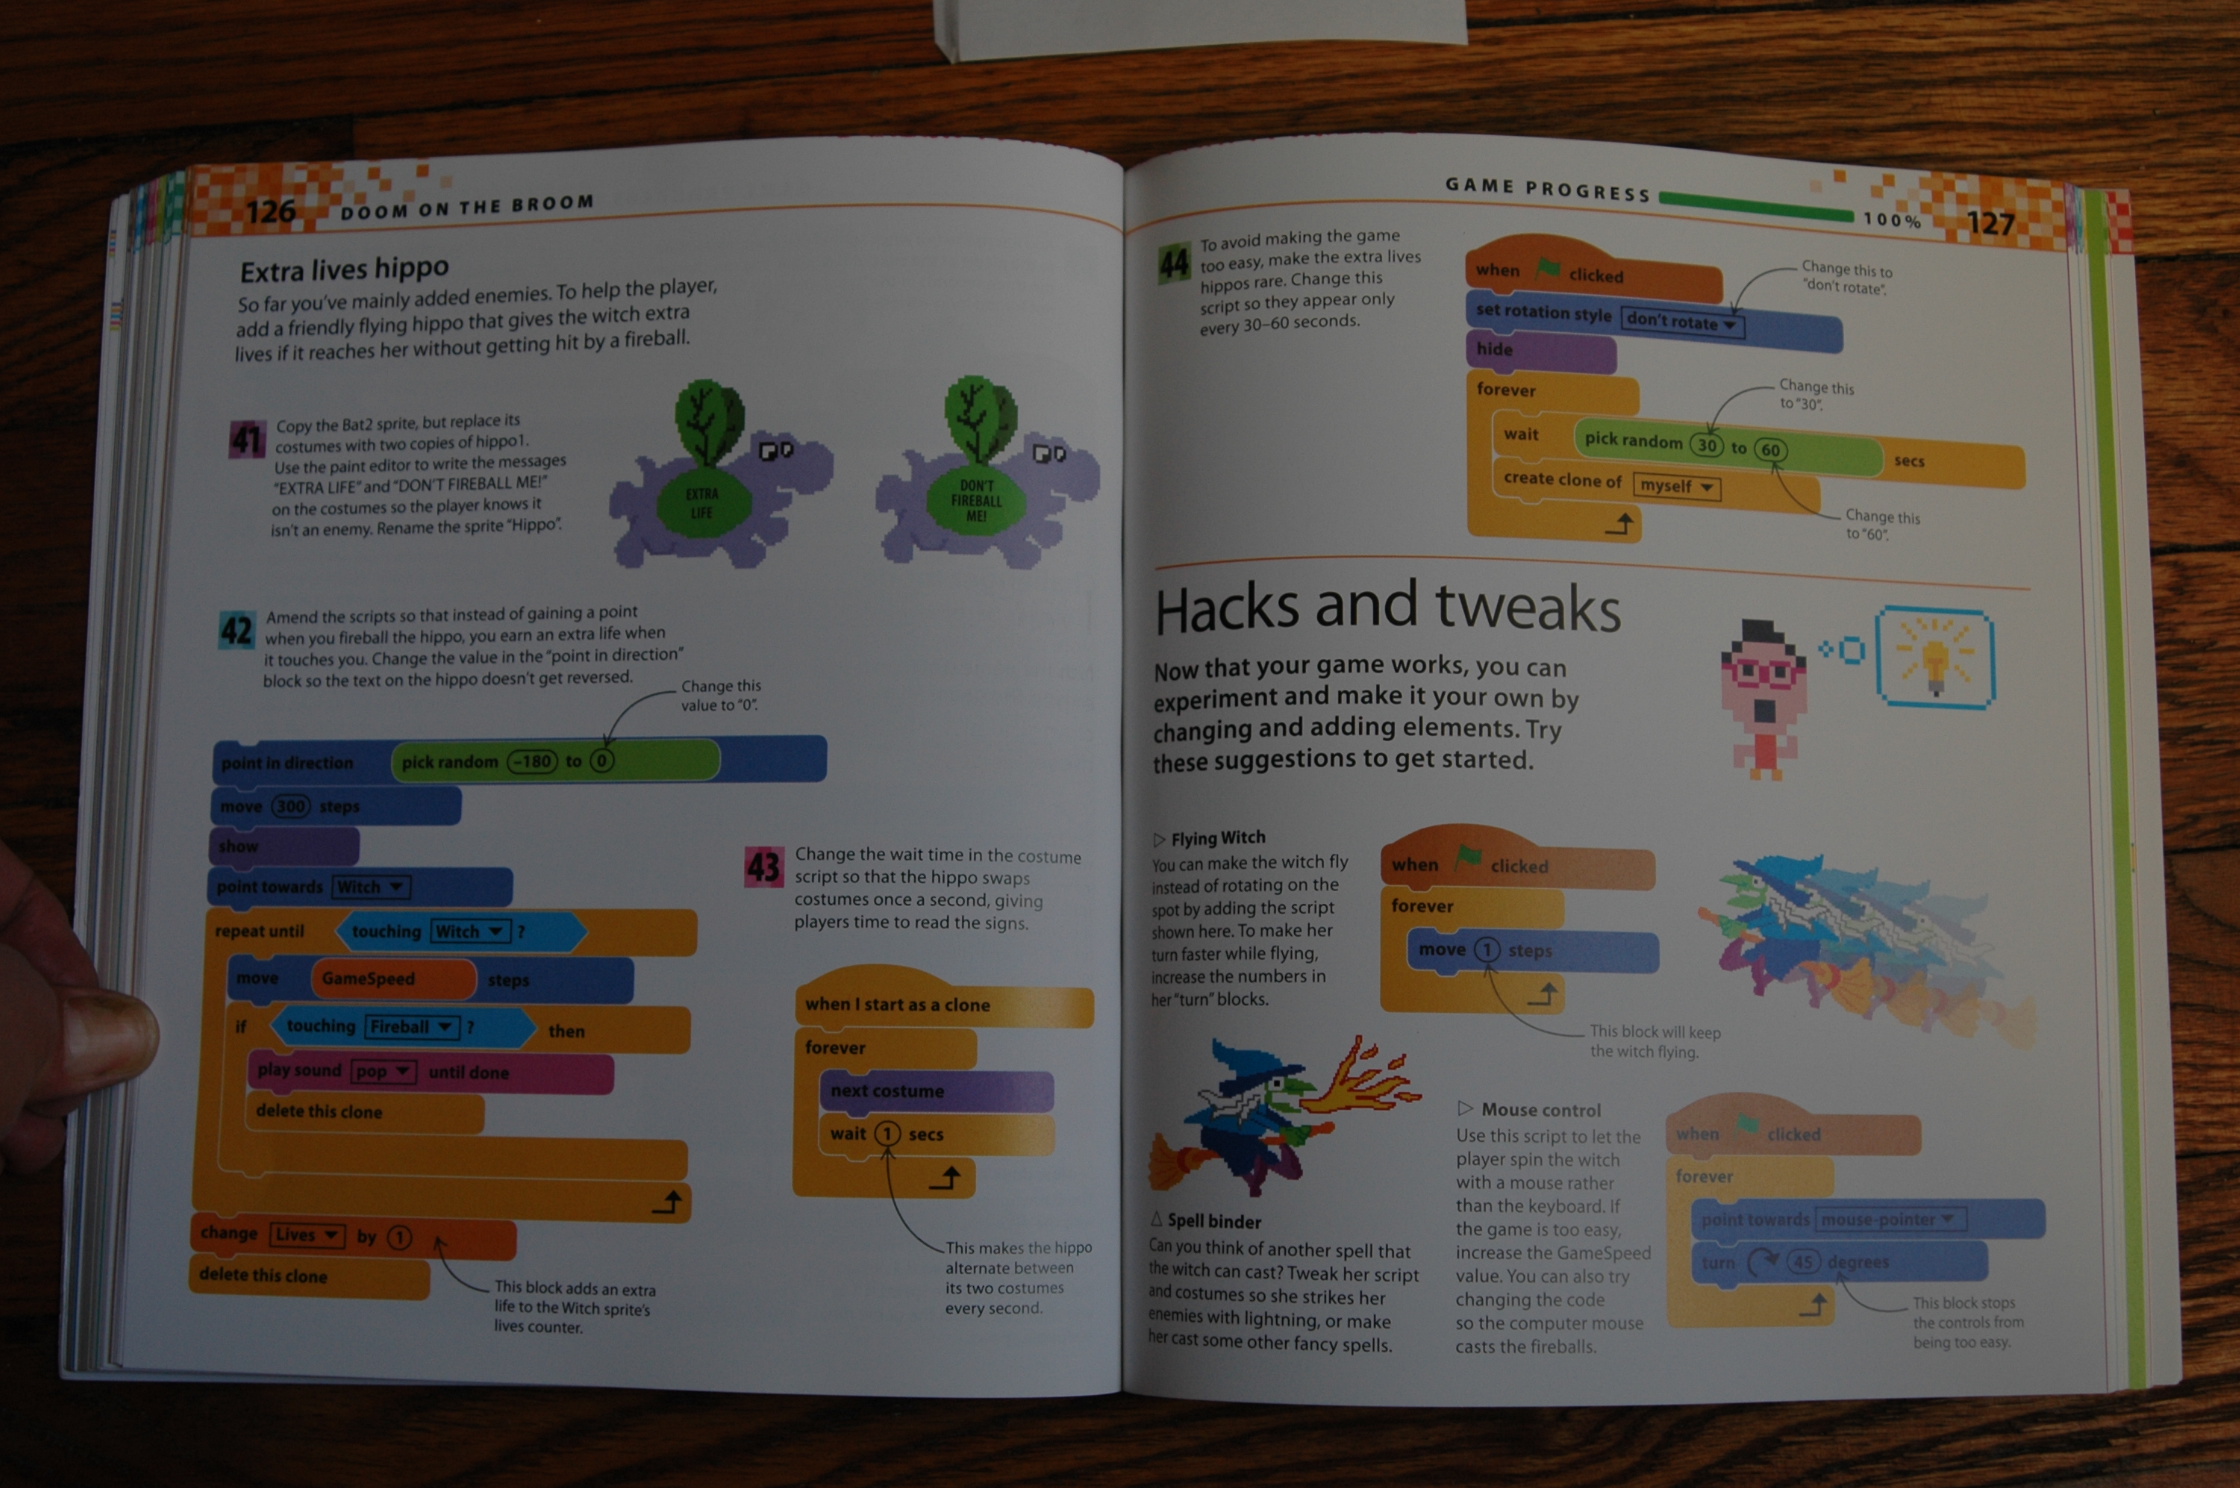 126 DOOM ON THE BROOM
Extra lives hippo
So far you've mainly added enemies. To help the player,
add a friendly flying hippo that gives the witch extra
lives if it reaches her without getting hit by a fireball.
41
Copy the Bat2 sprite, but replace its
costumes with two copies of hippo1.
Use the paint editor to write the messages
"EXTRA LIFE" and "DON'T FIREBALL ME!"
on the costumes so the player knows it
isn't an enemy. Rename the sprite "Hippo".
EXTRA
LIFE
DON'T
FIREBALL
ME!
42
Amend the scripts so that instead of gaining a point
when you fireball the hippo, you earn an extra life when
it touches you. Change the value in the "point in direction"
block so the text on the hippo doesn't get reversed.
Change this
value to "0".
point in direction pick random -180 to 0
move 300 steps
show
point towards Witch
repeat until touching Witch ?
move GameSpeed steps
if touching Fireball ? then
play sound pop until done
delete this clone
change Lives by 1
delete this clone
This block adds an extra
life to the Witch sprite's
lives counter.
43
Change the wait time in the costume
script so that the hippo swaps
costumes once a second, giving
players time to read the signs.
when I start as a clone
forever
next costume
wait 1 secs
This makes the hippo
alternate between
its two costumes
every second.
GAME PROGRESS 100% 127
44
To avoid making the game
too easy, make the extra lives
hippos rare. Change this
script so they appear only
every 30–60 seconds.
when clicked
set rotation style don't rotate
hide
forever
wait pick random 30 to 60 secs
create clone of myself
Change this to
"don't rotate".
Change this
to "30".
Change this
to "60".
Hacks and tweaks
Now that your game works, you can
experiment and make it your own by
changing and adding elements. Try
these suggestions to get started.
▷ Flying Witch
You can make the witch fly
instead of rotating on the
spot by adding the script
shown here. To make her
turn faster while flying,
increase the numbers in
her "turn" blocks.
when clicked
forever
move 1 steps
This block will keep
the witch flying.
△ Spell binder
Can you think of another spell that
the witch can cast? Tweak her script
and costumes so she strikes her
enemies with lightning, or make
her cast some other fancy spells.
▷ Mouse control
Use this script to let the
player spin the witch
with a mouse rather
than the keyboard. If
the game is too easy,
increase the GameSpeed
value. You can also try
changing the code
so the computer mouse
casts the fireballs.
when clicked
forever
point towards mouse-pointer
turn 45 degrees
This block stops
the controls from
being too easy.